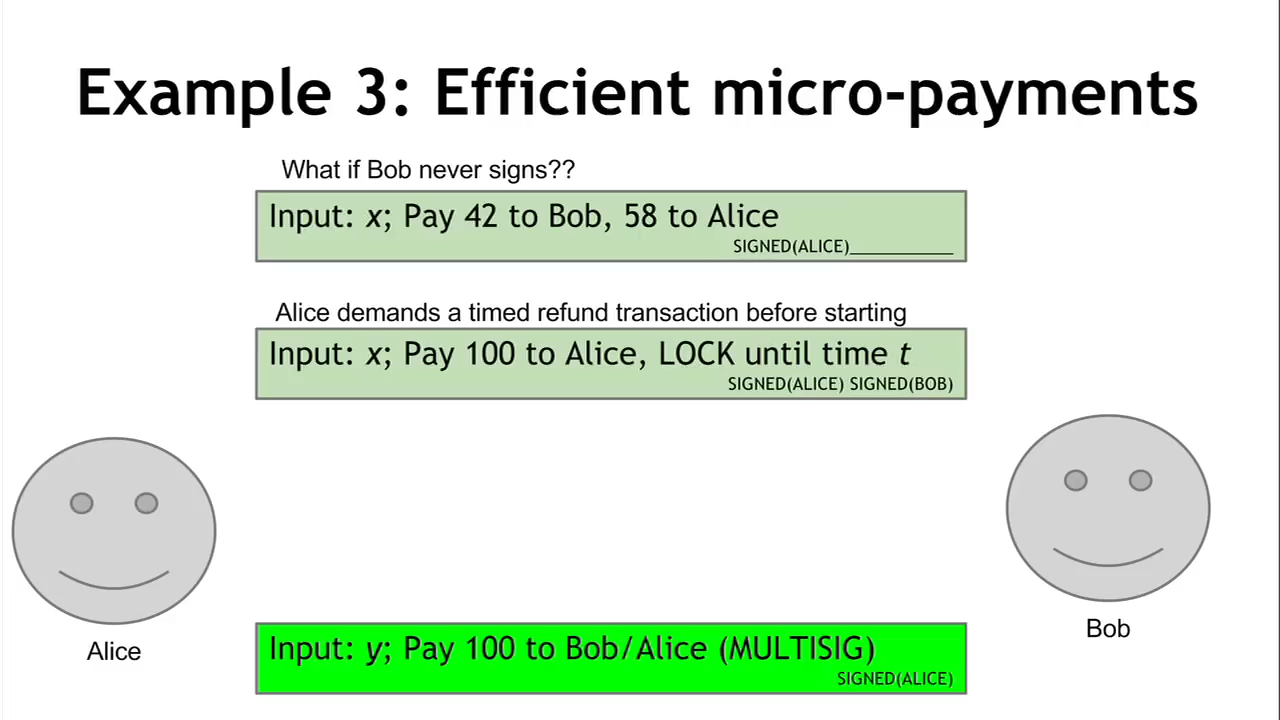 Example 3: Efficient micro-payments
What if Bob never signs??
Input: x; Pay 42 to Bob, 58 to Alice
SIGNED(ALICE)___________
Alice demands a timed refund transaction before starting
Input: x; Pay 100 to Alice, LOCK until time t
SIGNED(ALICE) SIGNED(BOB)
Alice
Bob
Input: y; Pay 100 to Bob/Alice (MULTISIG)
SIGNED(ALICE)